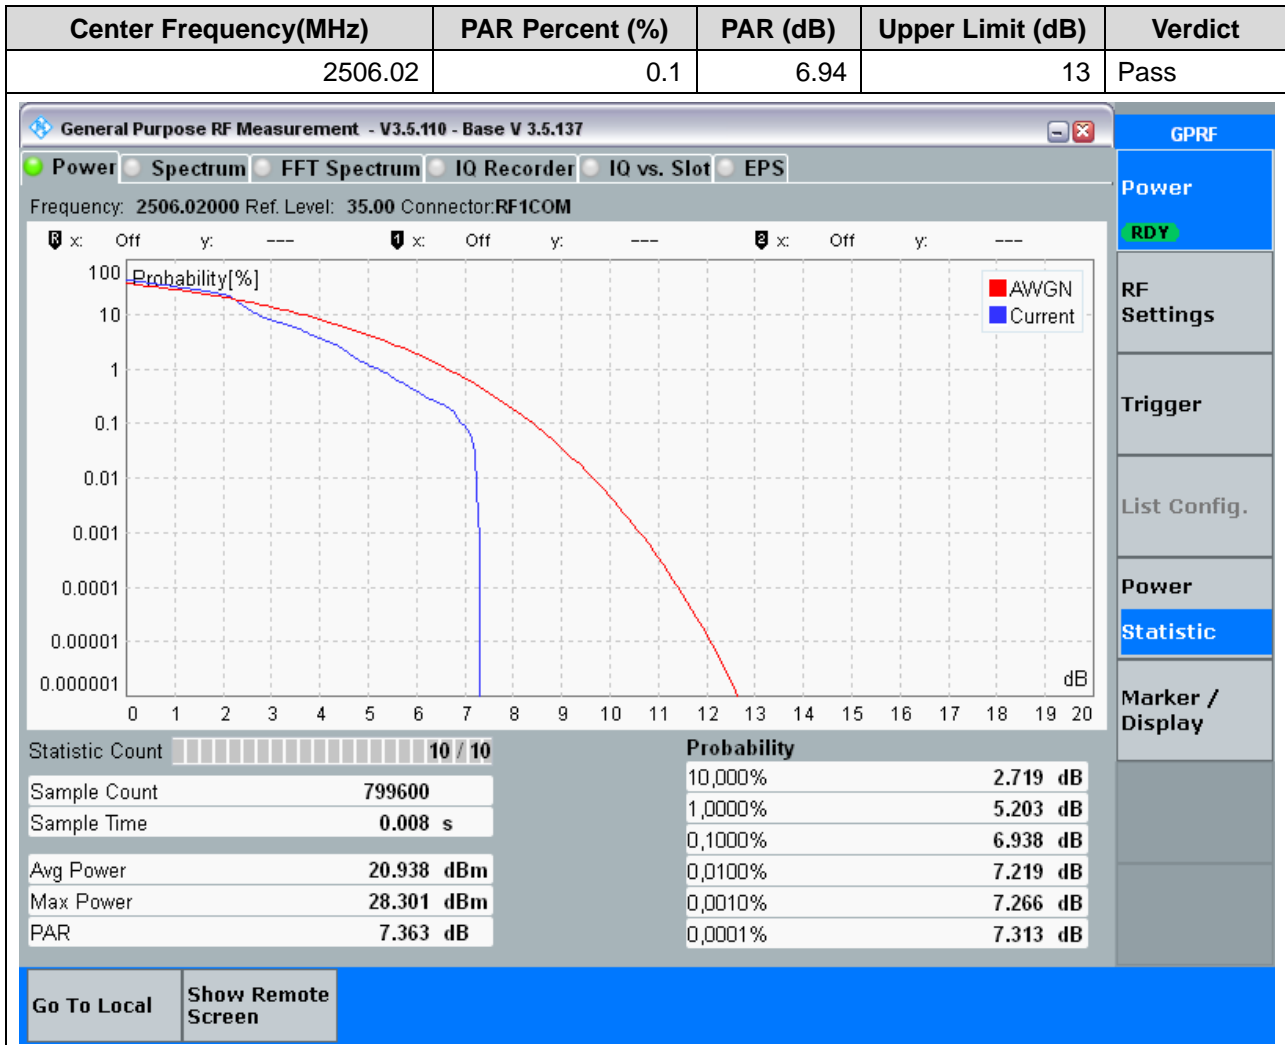 Center Frequency(MHz) PAR Percent (%) PAR (dB) Upper Limit (dB) Verdict
2506.02 0.1 6.94 13 Pass
General Purpose RF Measurement - V3.5.110 - Base V 3.5.137
GPRF
Power Spectrum FFT Spectrum IQ Recorder IQ vs. Slot EPS
Power
RDY
Frequency: 2506.02000 Ref. Level: 35.00 Connector:RF1COM
R x: Off y: --- 1 x: Off y: --- 2 x: Off y: ---
Probability[%]
AWGN
Current
100
10
1
0.1
0.01
0.001
0.0001
0.00001
0.000001
dB
0 1 2 3 4 5 6 7 8 9 10 11 12 13 14 15 16 17 18 19 20
RF
Settings
Trigger
List Config.
Power
Statistic
Marker /
Display
Statistic Count 10 / 10
Sample Count 799600
Sample Time 0.008 s
Avg Power 20.938 dBm
Max Power 28.301 dBm
PAR 7.363 dB
Probability
10,000% 2.719 dB
1,0000% 5.203 dB
0,1000% 6.938 dB
0,0100% 7.219 dB
0,0010% 7.266 dB
0,0001% 7.313 dB
Go To Local
Show Remote
Screen